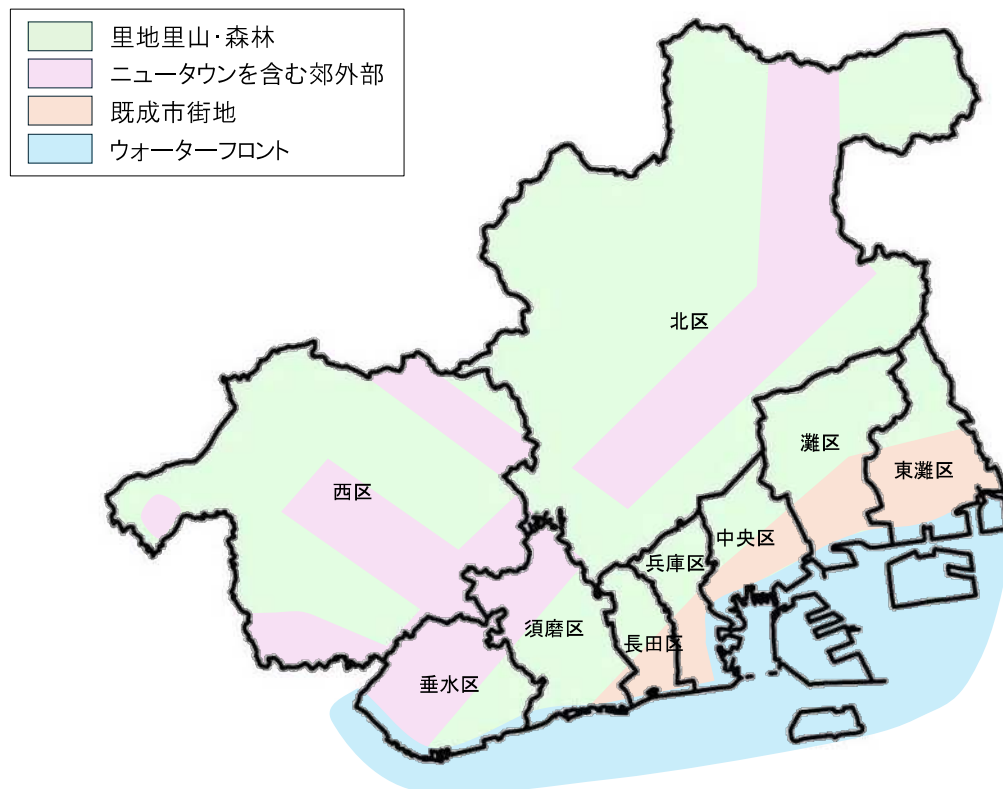 里地里山・森林
ニュータウンを含む郊外部
既成市街地
ウォーターフロント
北区
灘区
東灘区
西区
中央区
兵庫区
須磨区
長田区
垂水区